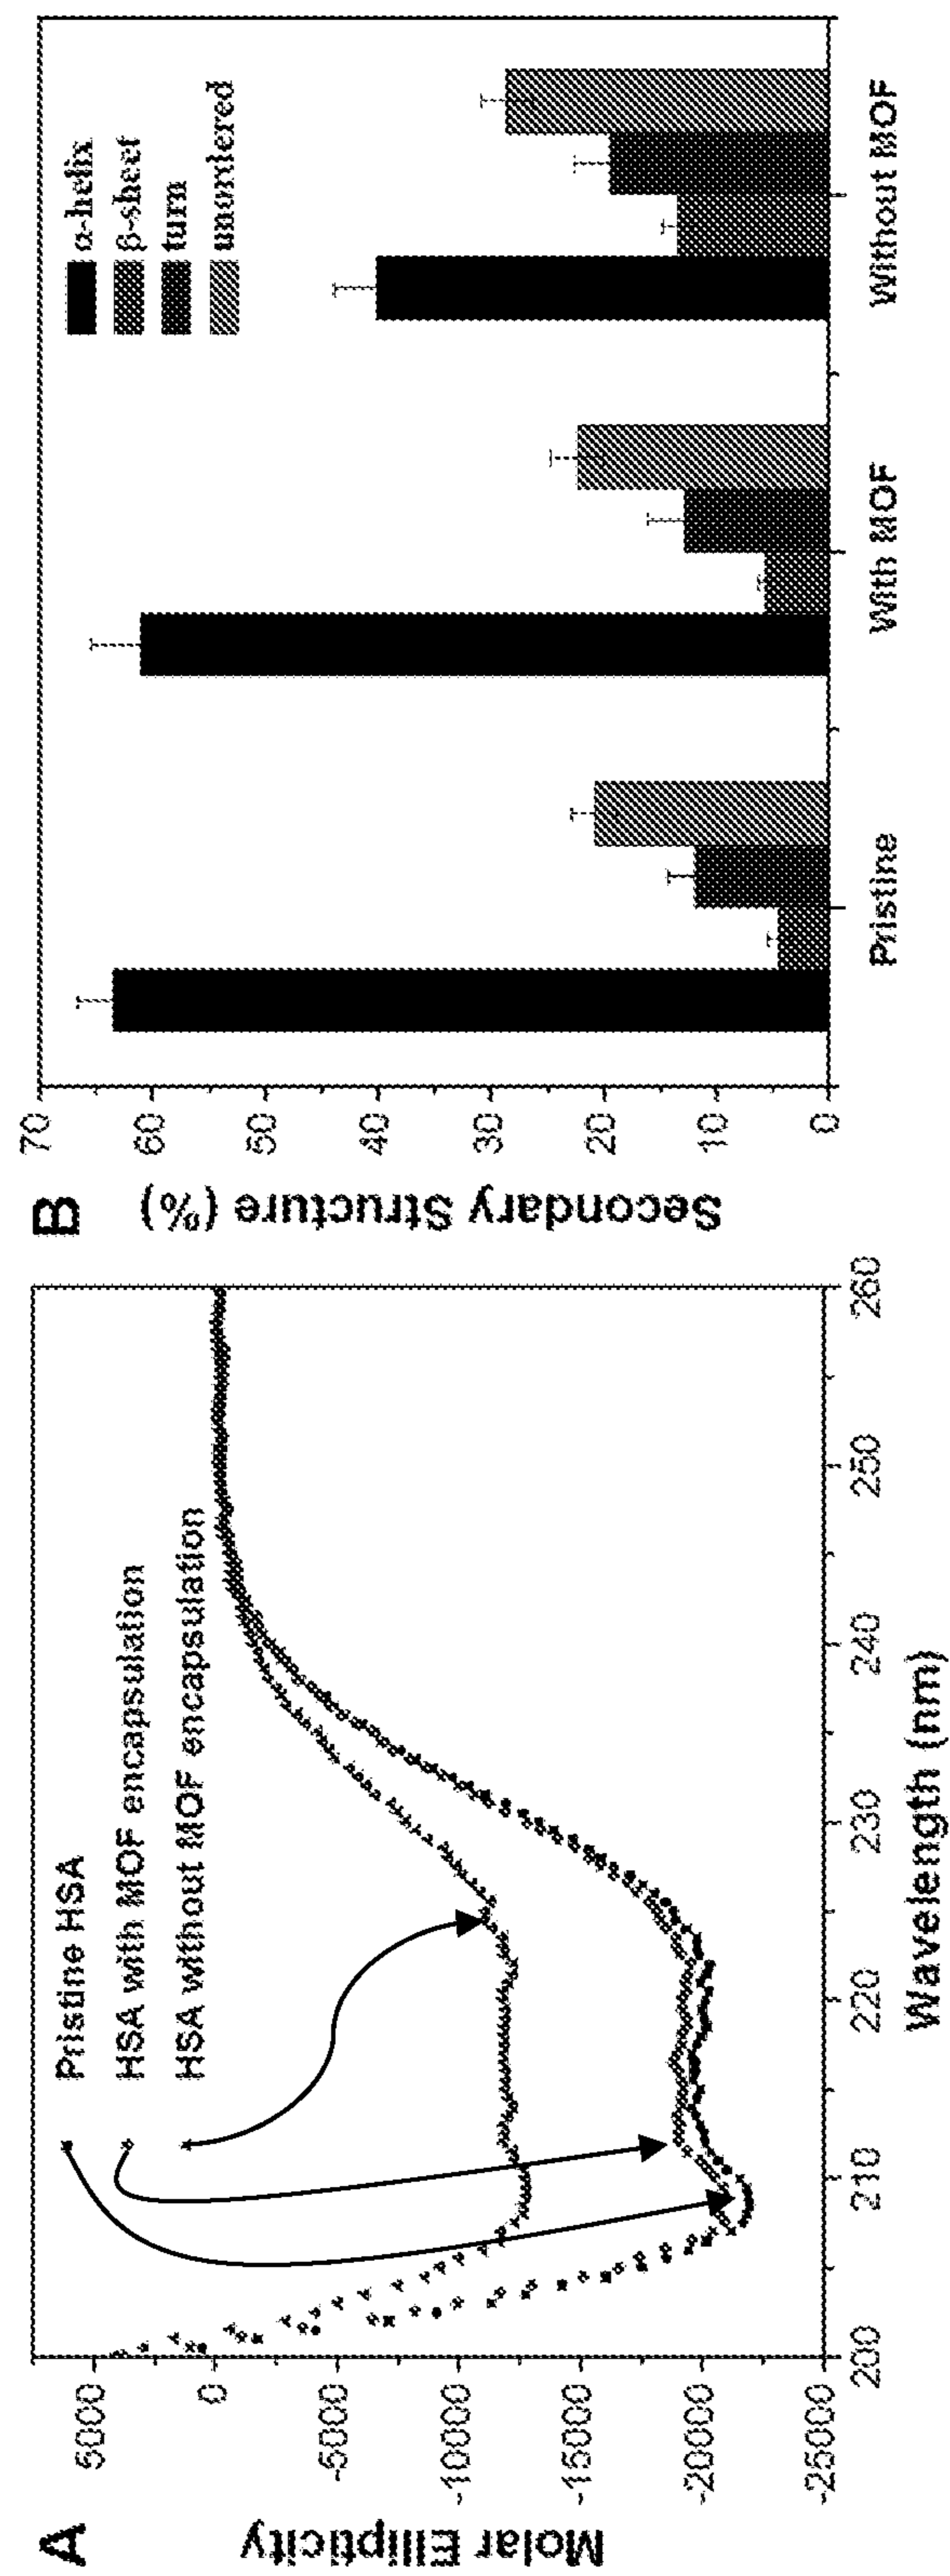 A
Molar Ellipticity
5000
0
-5000
-10000
-15000
-20000
-25000
Pristine HSA
HSA with MOF encapsulation
HSA without MOF encapsulation
200
210
220
230
240
250
260
Wavelength (nm)
B
Secondary Structure (%)
70
60
50
40
30
20
10
0
α-helix
β-sheet
turn
unordered
Pristine
With MOF
Without MOF